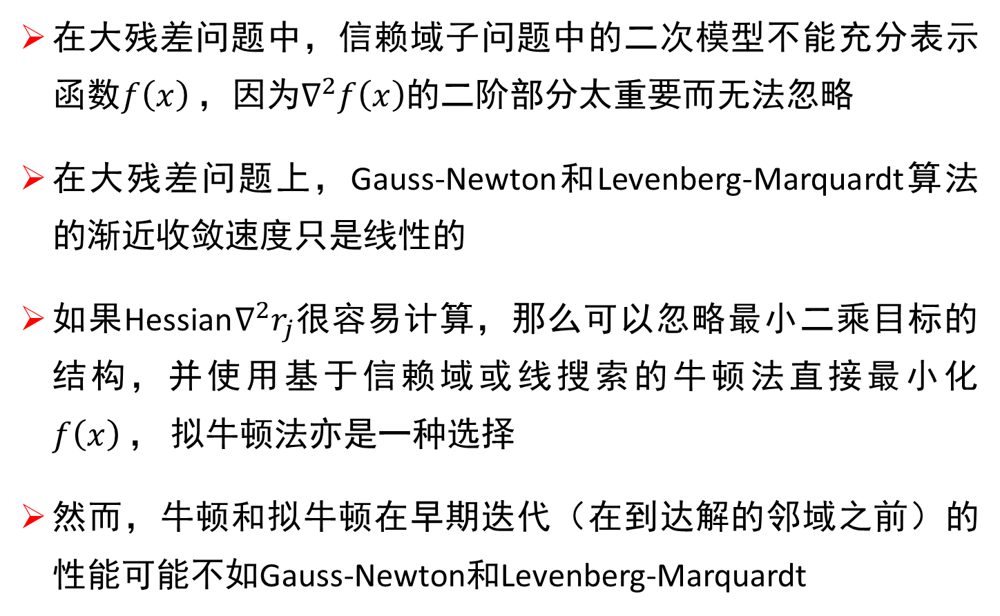 ➢ 在大残差问题中，信赖域子问题中的二次模型不能充分表示
函数f(x)，因为∇²f(x)的二阶部分太重要而无法忽略
➢ 在大残差问题上，Gauss-Newton和Levenberg-Marquardt算法
的渐近收敛速度只是线性的
➢ 如果Hessian∇²rⱼ很容易计算，那么可以忽略最小二乘目标的
结构，并使用基于信赖域或线搜索的牛顿法直接最小化
f(x)， 拟牛顿法亦是一种选择
➢ 然而，牛顿和拟牛顿在早期迭代（在到达解的邻域之前）的
性能可能不如Gauss-Newton和Levenberg-Marquardt